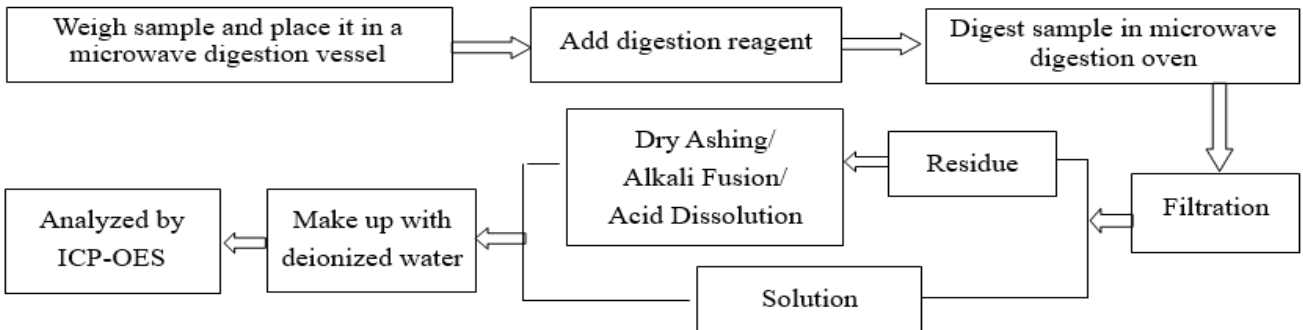 Weigh sample and place it in a
microwave digestion vessel
Add digestion reagent
Digest sample in microwave
digestion oven
Dry Ashing/
Alkali Fusion/
Acid Dissolution
Residue
Filtration
Analyzed by
ICP-OES
Make up with
deionized water
Solution